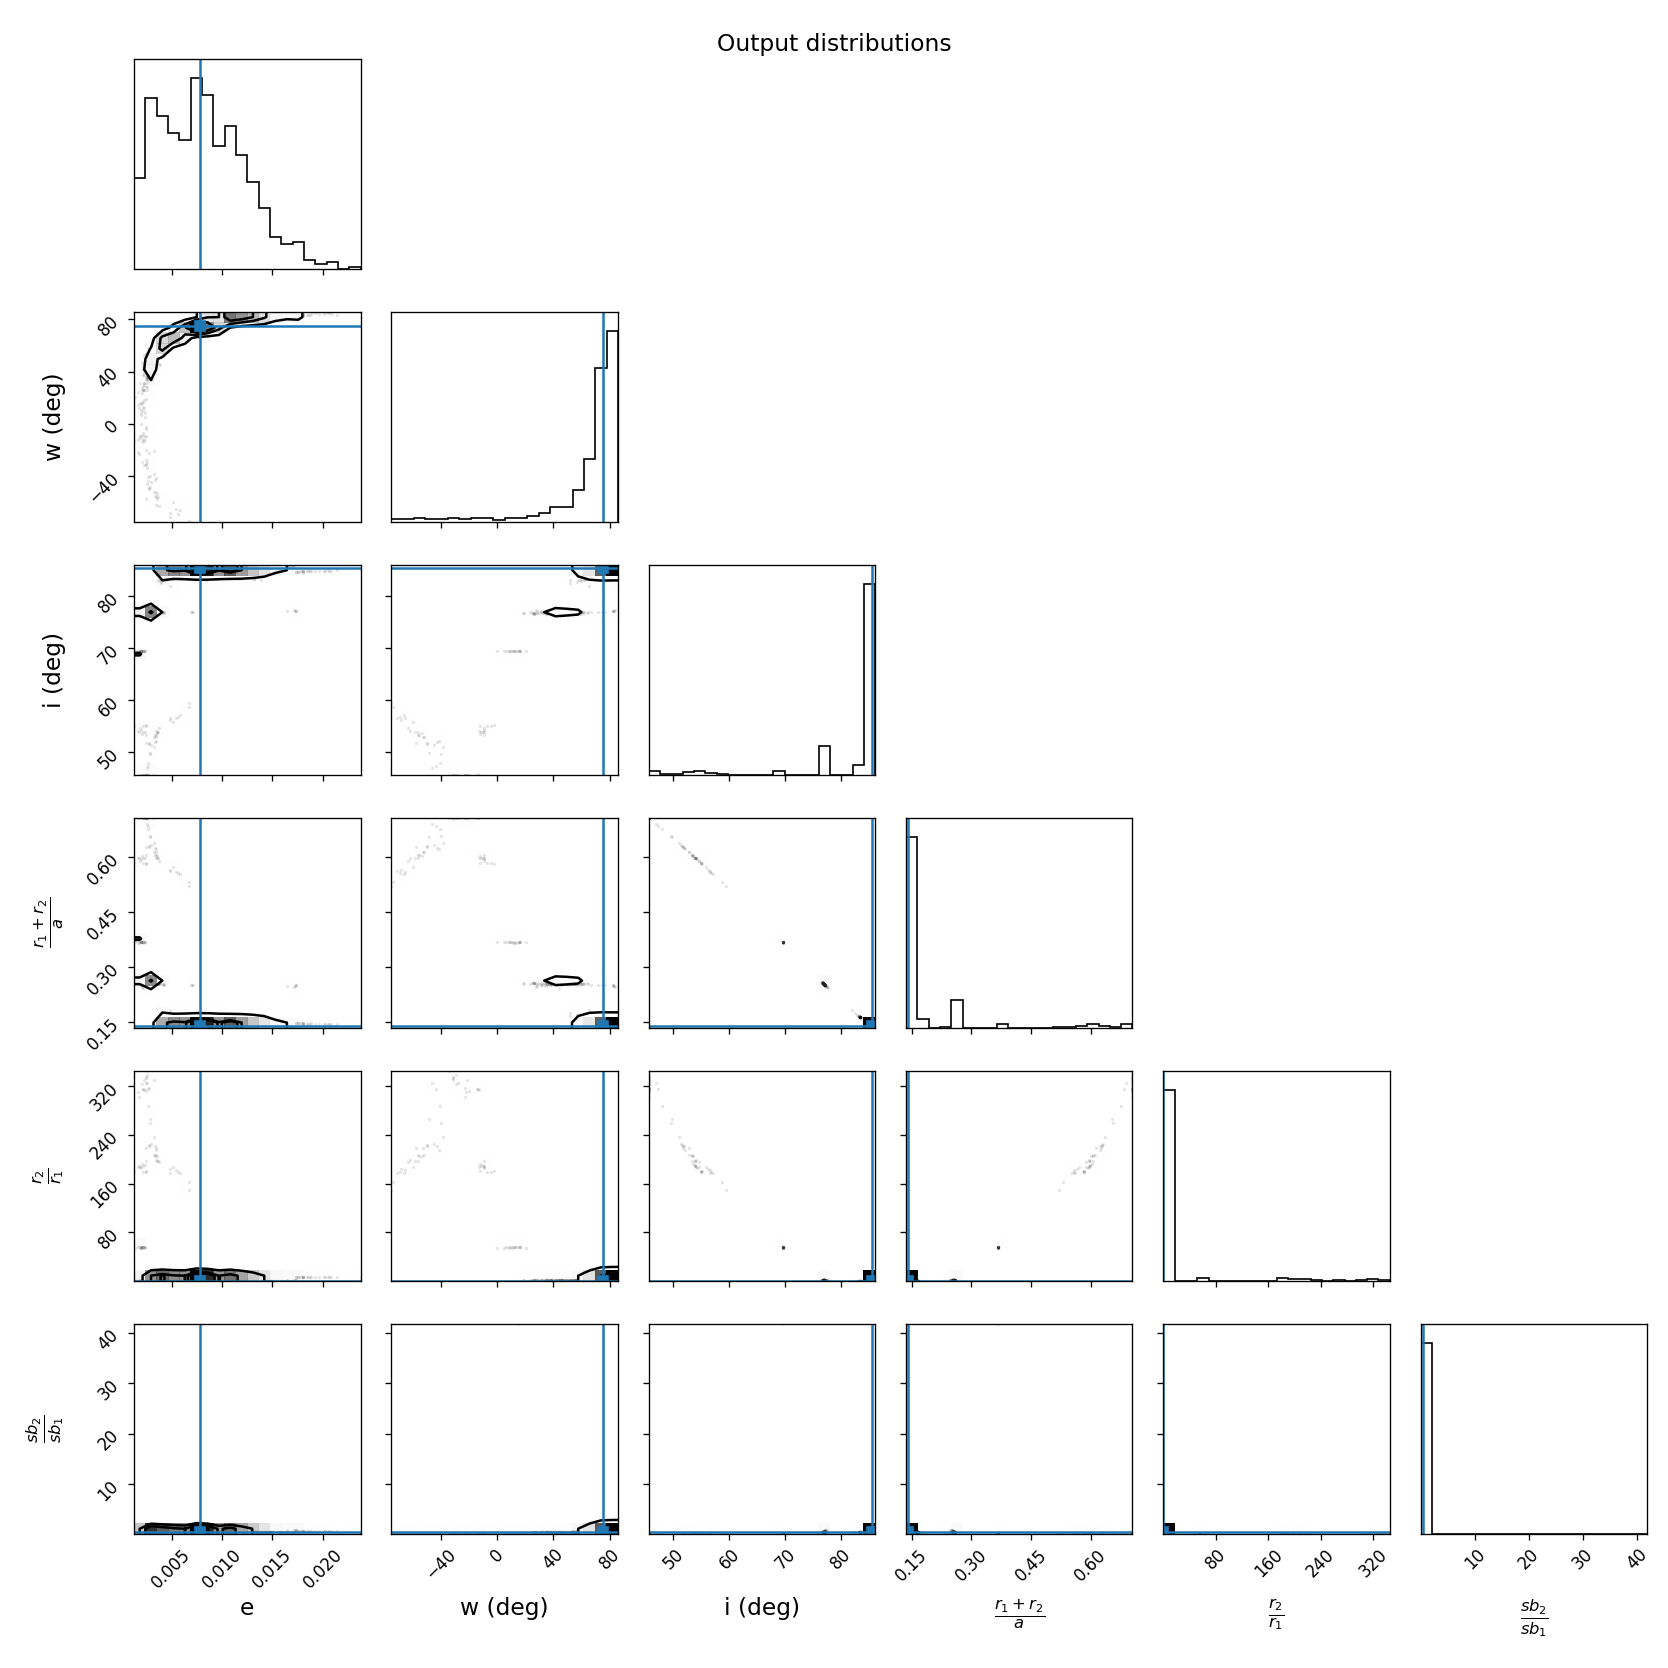 Output distributions
80
40
0
−40
w (deg)
80
70
60
50
i (deg)
0.60
0.45
0.30
0.15
r₁ + r₂
a
320
240
160
80
r₂
r₁
40
30
20
10
sb₂
sb₁
0.005 0.010 0.015 0.020 −40 0 40 80 50 60 70 80 0.15 0.30 0.45 0.60 80 160 240 320 10 20 30 40
e w (deg) i (deg) r₁ + r₂ r₂ sb₂
a r₁ sb₁